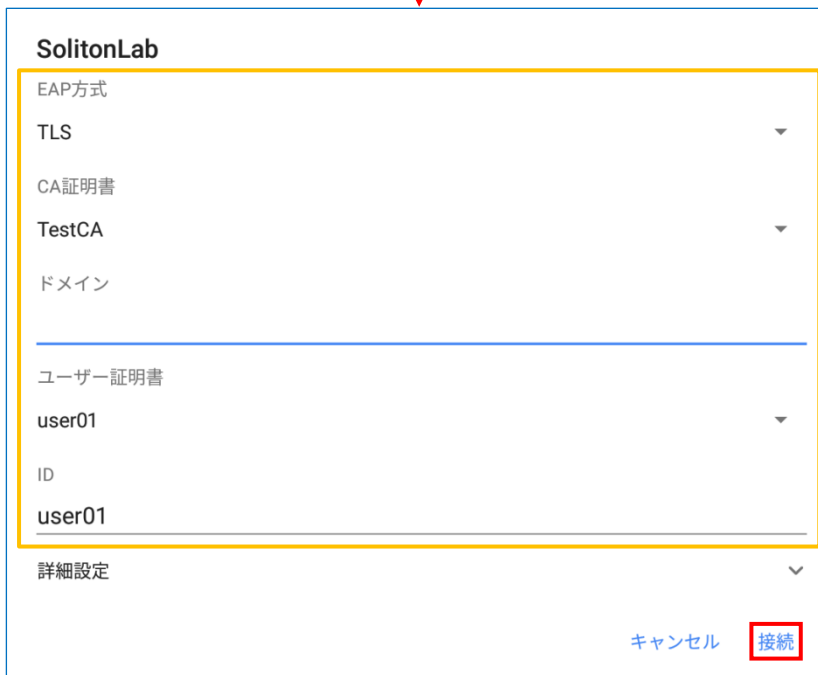 SolitonLab
EAP方式
TLS
CA証明書
TestCA
ドメイン
ユーザー証明書
user01
ID
user01
詳細設定
キャンセル 接続